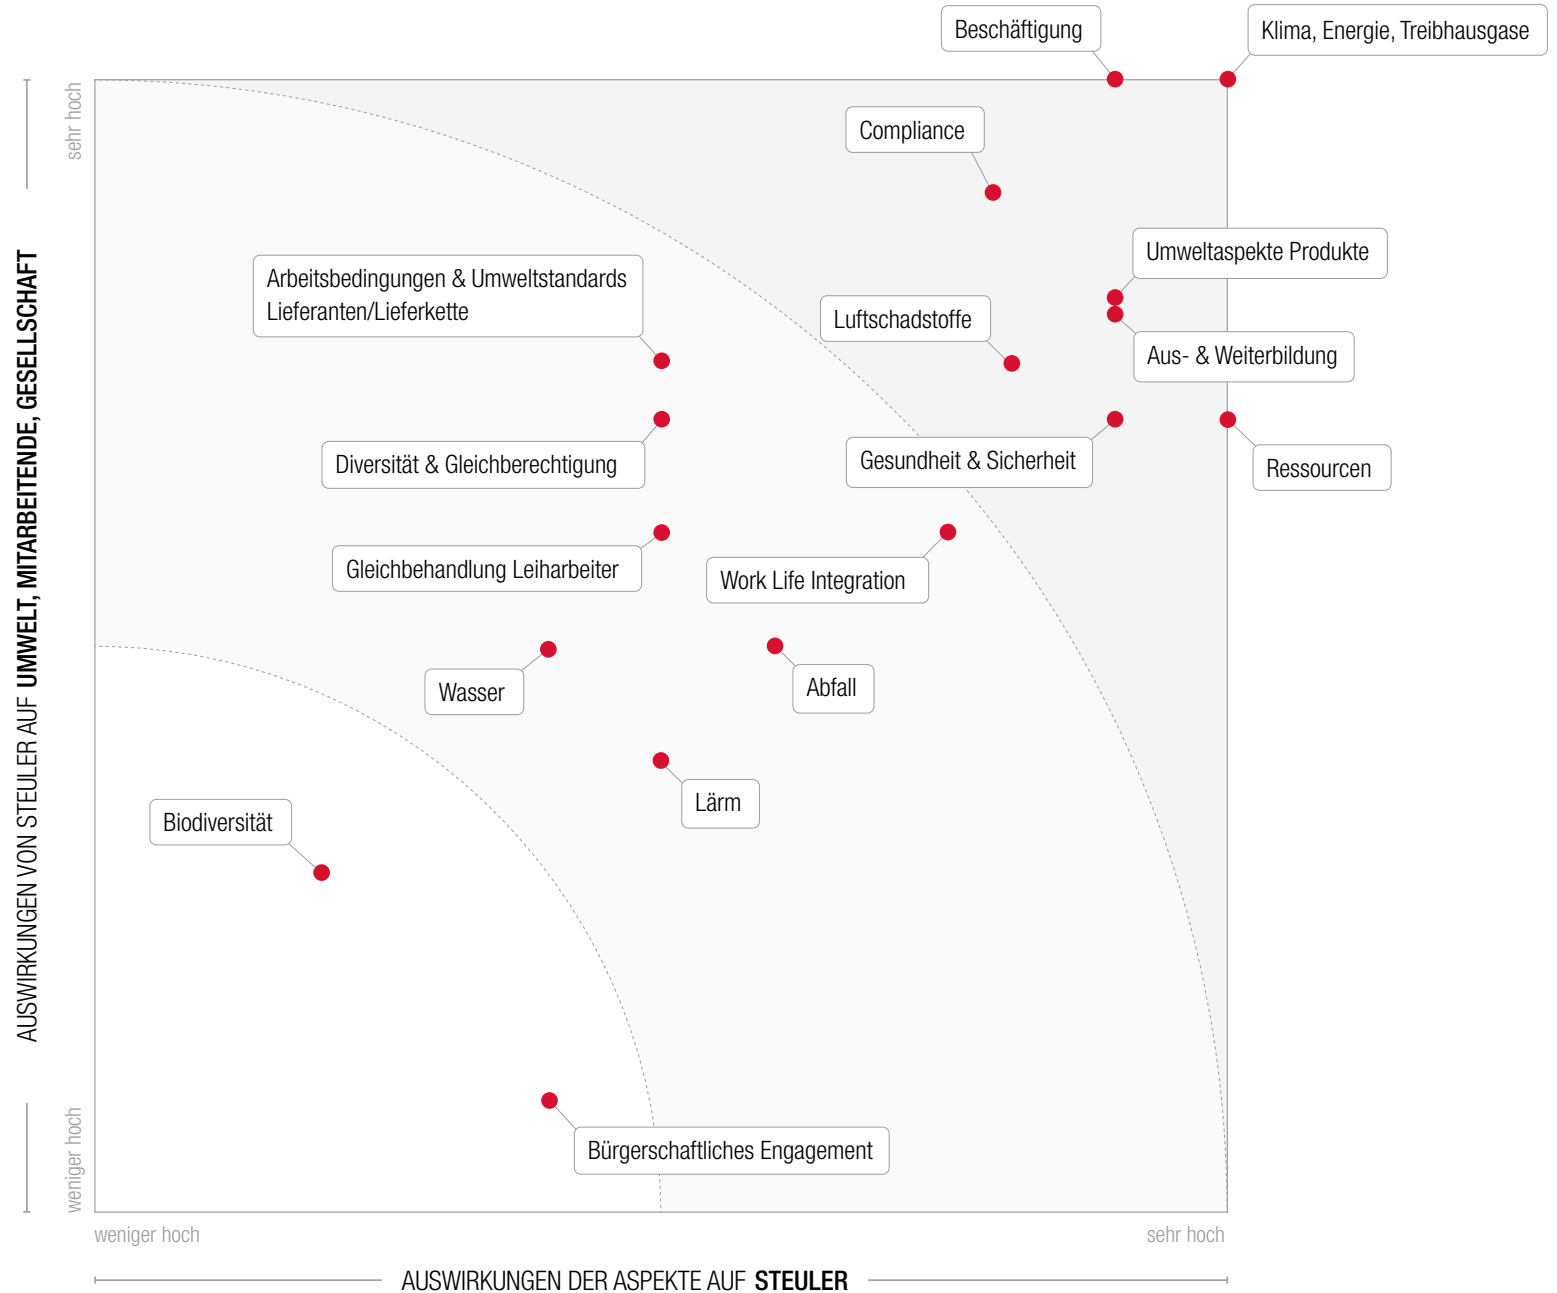 Beschäftigung
Klima, Energie, Treibhausgase
sehr hoch
Compliance
Umweltaspekte Produkte
Arbeitsbedingungen & Umweltstandards
Lieferanten/Lieferkette
Luftschadstoffe
Aus- & Weiterbildung
Diversität & Gleichberechtigung
Gesundheit & Sicherheit
Ressourcen
Gleichbehandlung Leiharbeiter
Work Life Integration
Wasser
Abfall
Lärm
Biodiversität
Bürgerschaftliches Engagement
AUSWIRKUNGEN VON STEULER AUF UMWELT, MITARBEITENDE, GESELLSCHAFT
weniger hoch
weniger hoch
sehr hoch
AUSWIRKUNGEN DER ASPEKTE AUF STEULER